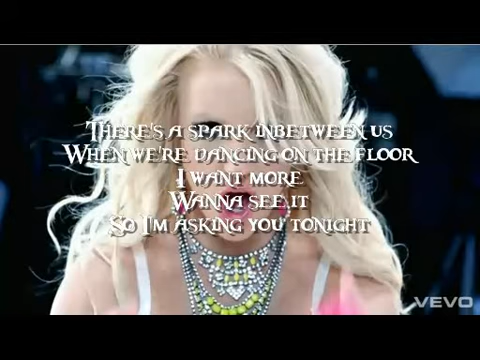 There's a spark inbetween us
When we're dancing on the floor
I want more
Wanna see it
So I'm asking you tonight
vevo